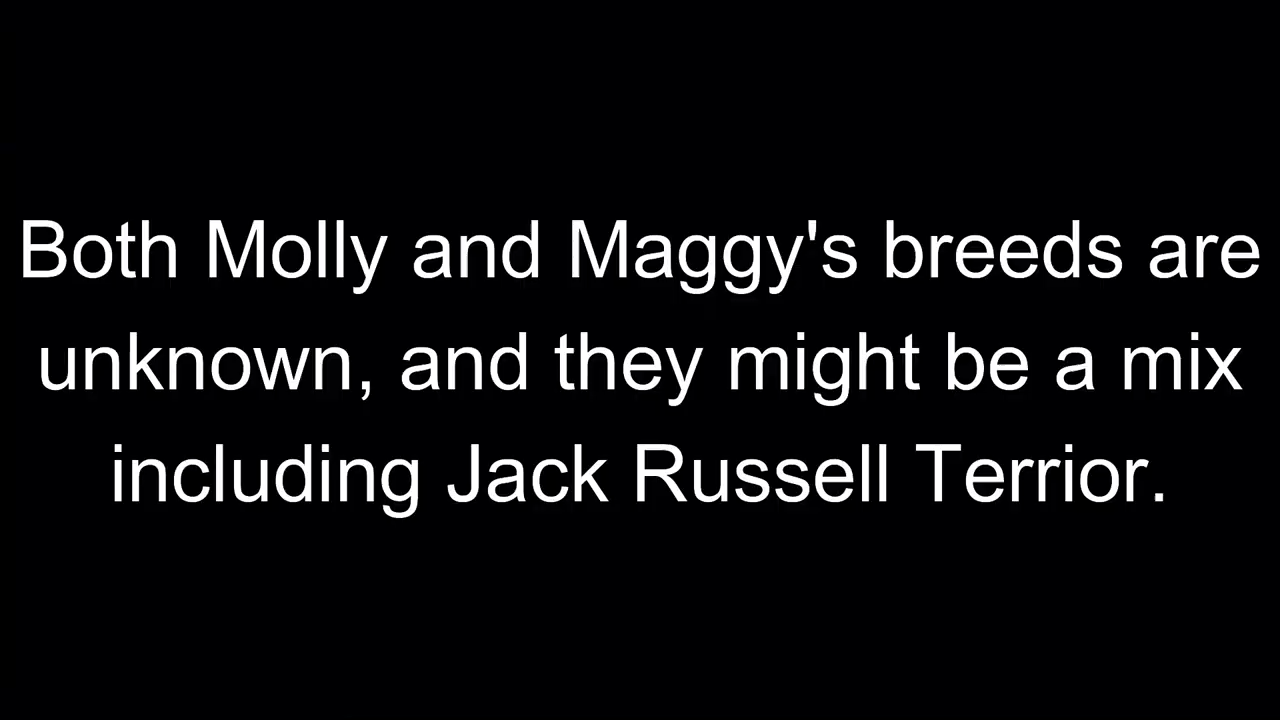 Both Molly and Maggy's breeds are
unknown, and they might be a mix
including Jack Russell Terrior.